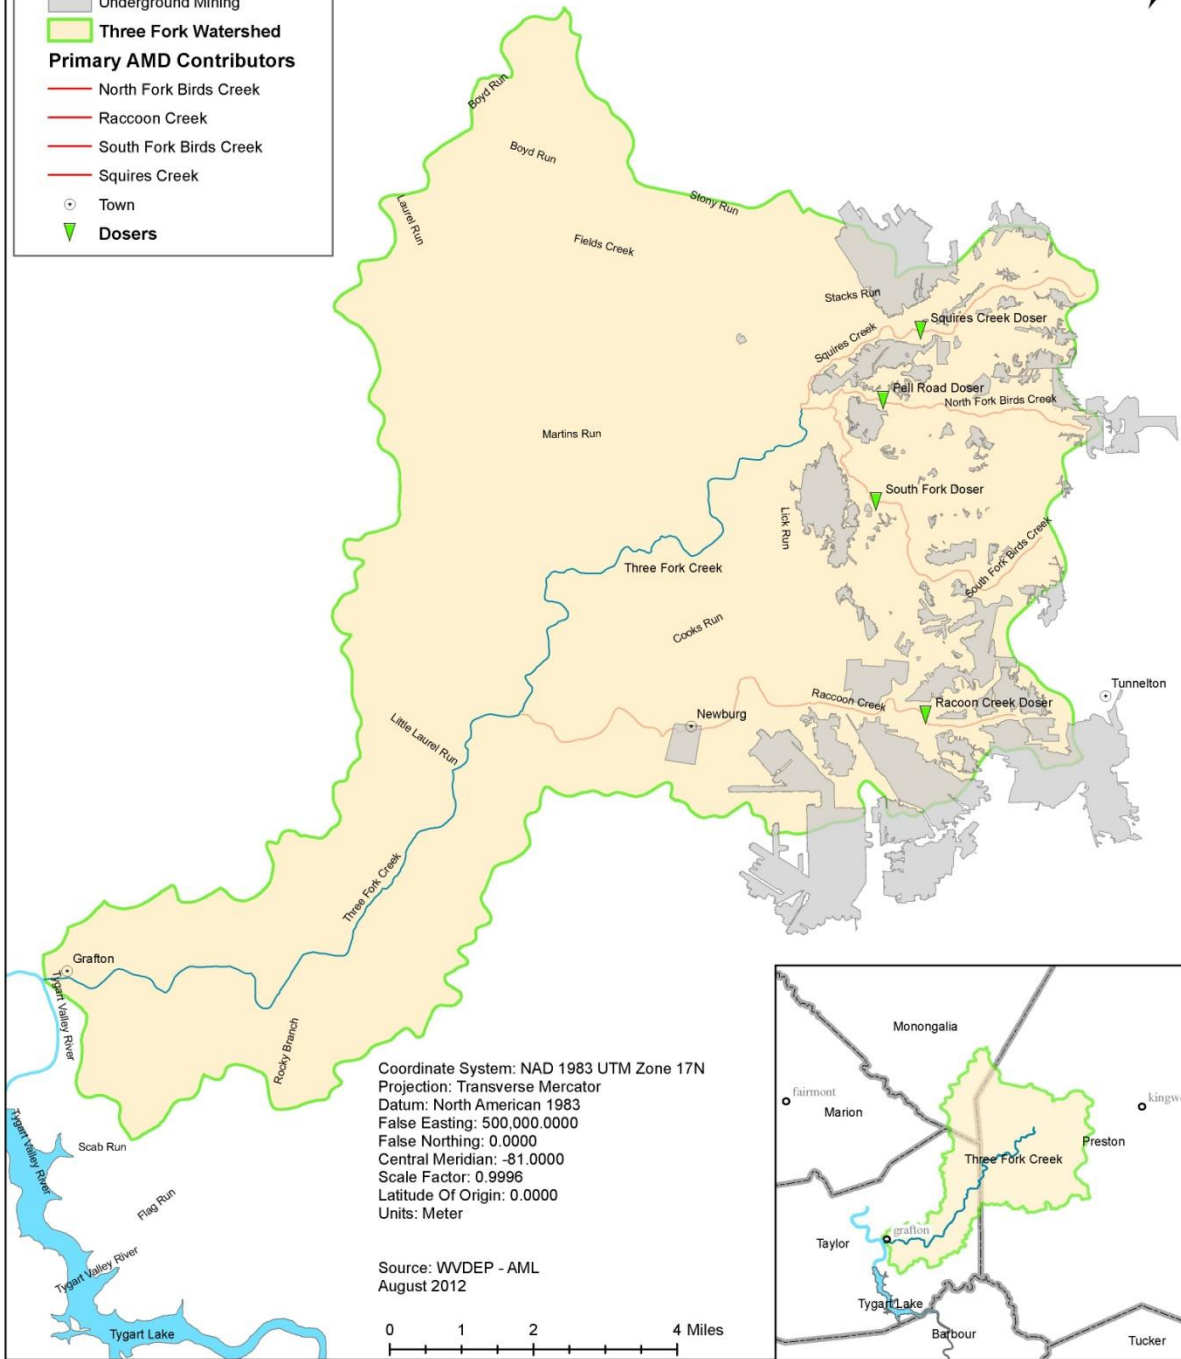 Underground Mining
Three Fork Watershed
Primary AMD Contributors
North Fork Birds Creek
Raccoon Creek
South Fork Birds Creek
Squires Creek
Town
Dosers
Boyd Run
Boyd Run
Laurel Run
Stony Run
Fields Creek
Stacks Run
Squires Creek Doser
Squires Creek
Pell Road Doser
North Fork Birds Creek
Martins Run
South Fork Doser
Lick Run
South Fork Birds Creek
Three Fork Creek
Cooks Run
Tunnelton
Raccoon Creek
Racoon Creek Doser
Newburg
Little Laurel Run
Three Fork Creek
Grafton
Tygart Valley River
Rocky Branch
Tygart Valley River
Scab Run
Flag Run
Tygart Valley River
Tygart Lake
Coordinate System: NAD 1983 UTM Zone 17N
Projection: Transverse Mercator
Datum: North American 1983
False Easting: 500,000.0000
False Northing: 0.0000
Central Meridian: -81.0000
Scale Factor: 0.9996
Latitude Of Origin: 0.0000
Units: Meter
Source: WVDEP - AML
August 2012
0 1 2 4 Miles
Monongalia
fairmont
Marion
kingw
Preston
Three Fork Creek
grafton
Taylor
Tygart Lake
Barbour
Tucker